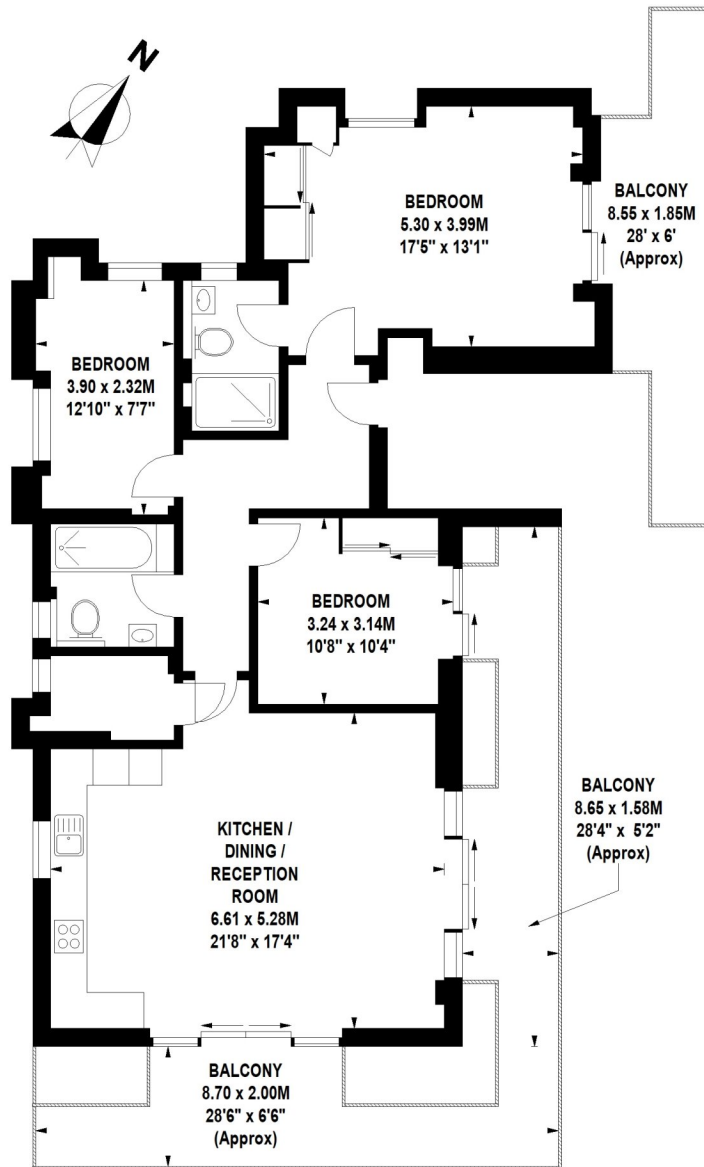 N
BEDROOM
5.30 x 3.99M
17'5" x 13'1"
BALCONY
8.55 x 1.85M
28' x 6'
(Approx)
BEDROOM
3.90 x 2.32M
12'10" x 7'7"
BEDROOM
3.24 x 3.14M
10'8" x 10'4"
KITCHEN /
DINING /
RECEPTION
ROOM
6.61 x 5.28M
21'8" x 17'4"
BALCONY
8.65 x 1.58M
28'4" x 5'2"
(Approx)
BALCONY
8.70 x 2.00M
28'6" x 6'6"
(Approx)